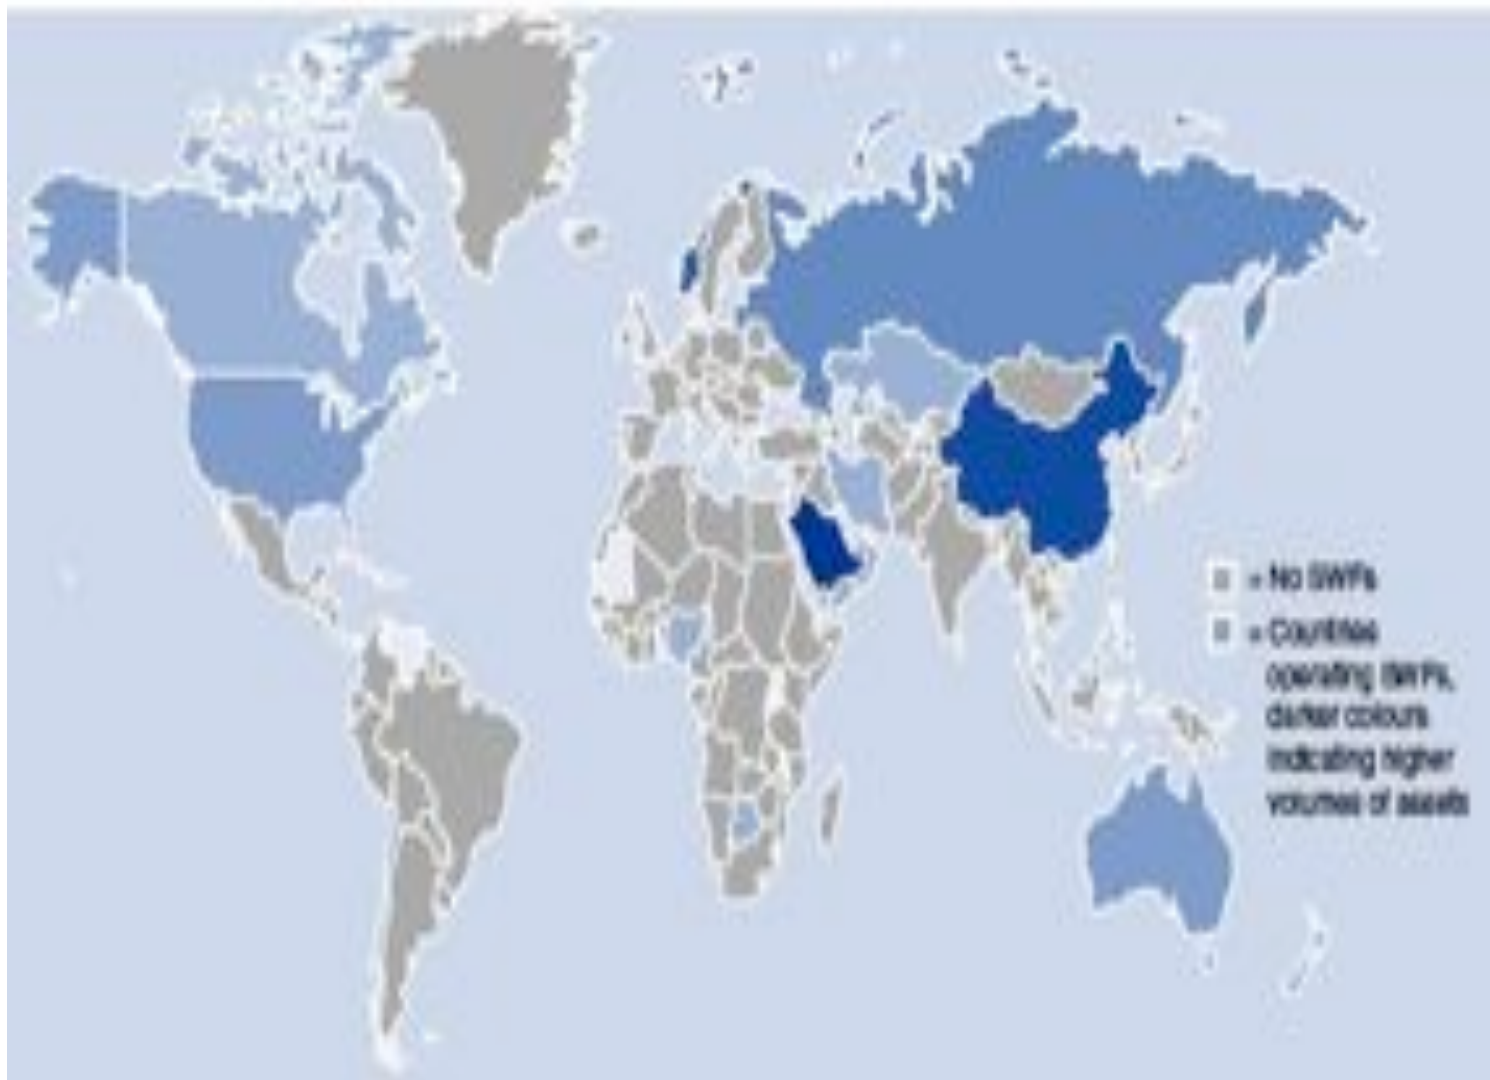 = No SWFs
= Countries
operating SWFs,
darker colours
indicating higher
volumes of assets